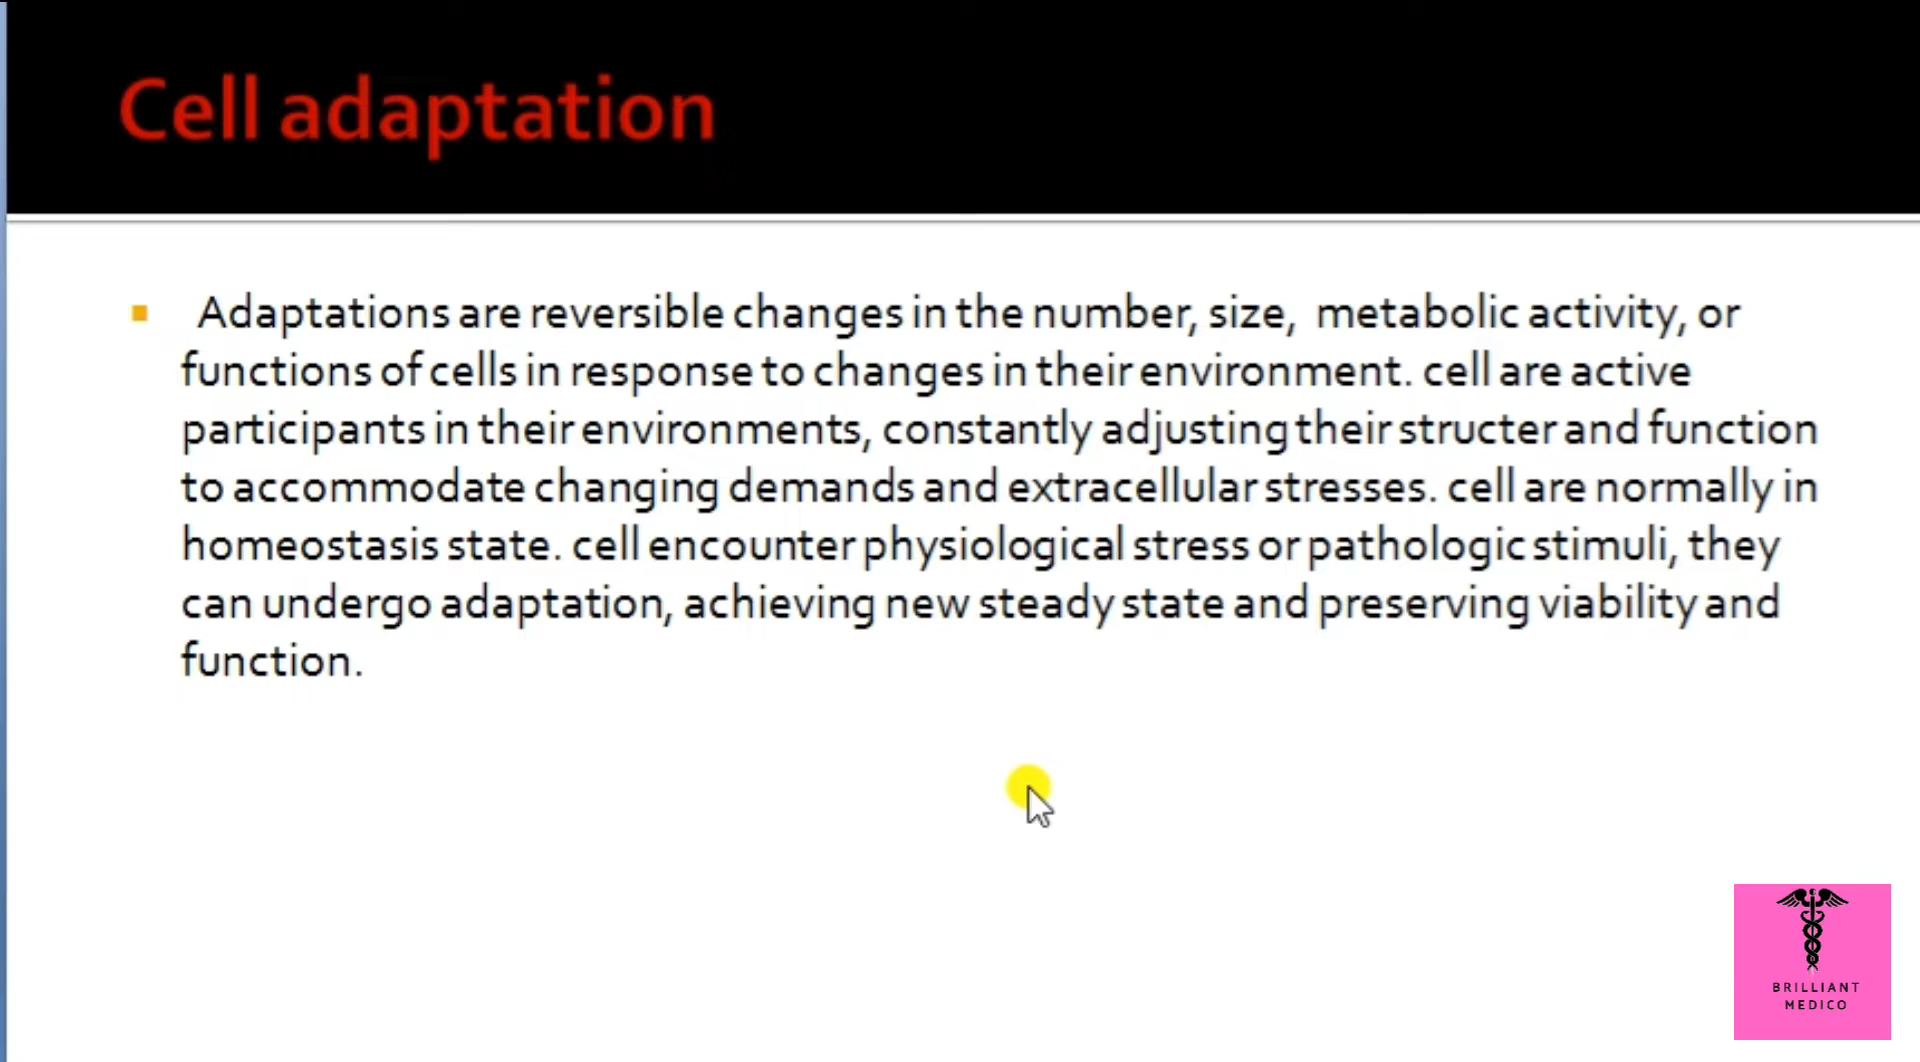 Cell adaptation
Adaptations are reversible changes in the number, size, metabolic activity, or
functions of cells in response to changes in their environment. cell are active
participants in their environments, constantly adjusting their structer and function
to accommodate changing demands and extracellular stresses. cell are normally in
homeostasis state. cell encounter physiological stress or pathologic stimuli, they
can undergo adaptation, achieving new steady state and preserving viability and
function.
BRILLIANT
MEDICO